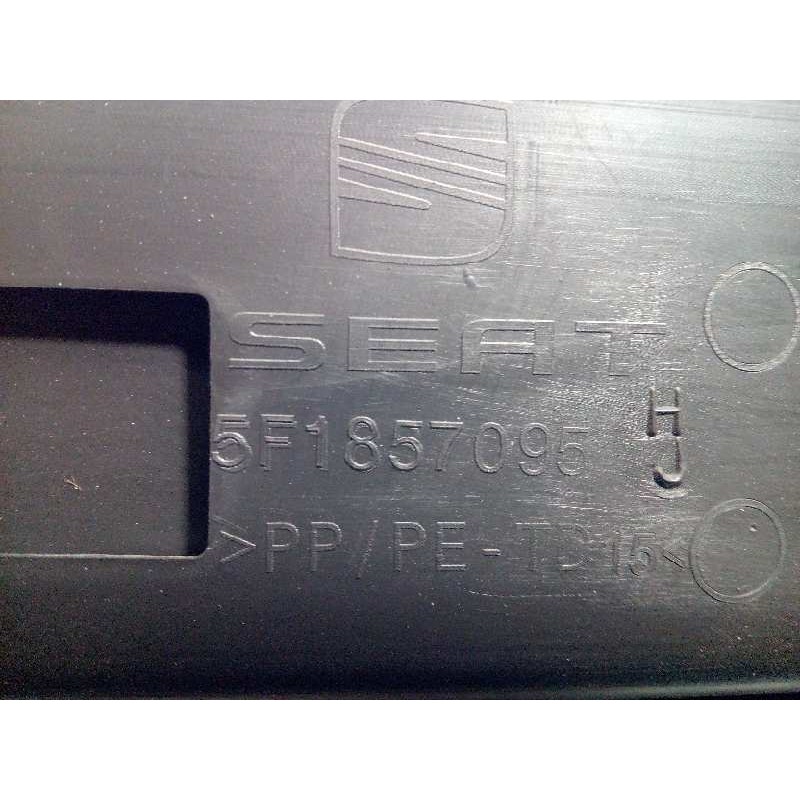 SEAT
5F1857095 H
J
>PP/PE-TD15<